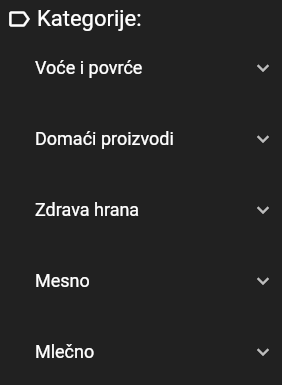 Kategorije:
Voće i povrće
Domaći proizvodi
Zdrava hrana
Mesno
Mlečno